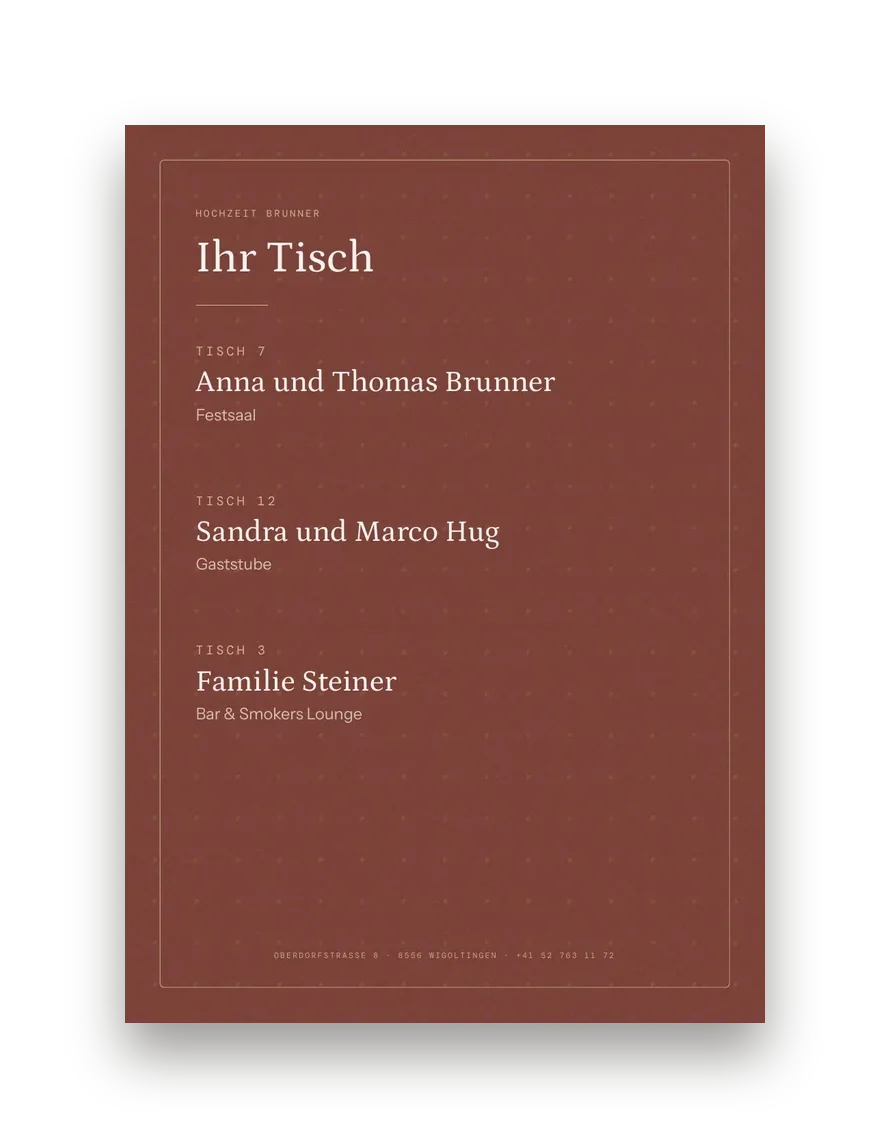 HOCHZEIT BRUNNER
Ihr Tisch
TISCH 7
Anna und Thomas Brunner
Festsaal
TISCH 12
Sandra und Marco Hug
Gaststube
TISCH 3
Familie Steiner
Bar & Smokers Lounge
OBERDORFSTRASSE 8 · 8556 WIGOLTINGEN · +41 52 763 11 72